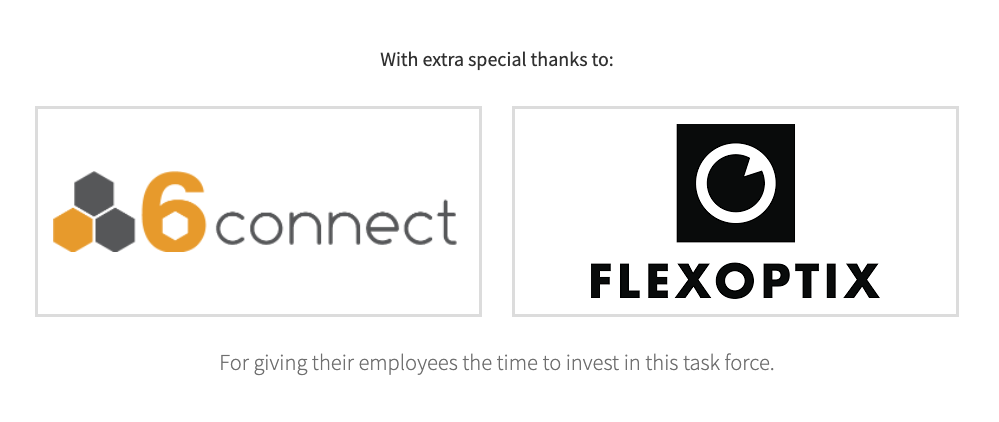 With extra special thanks to:
6connect
FLEXOPTIX
For giving their employees the time to invest in this task force.